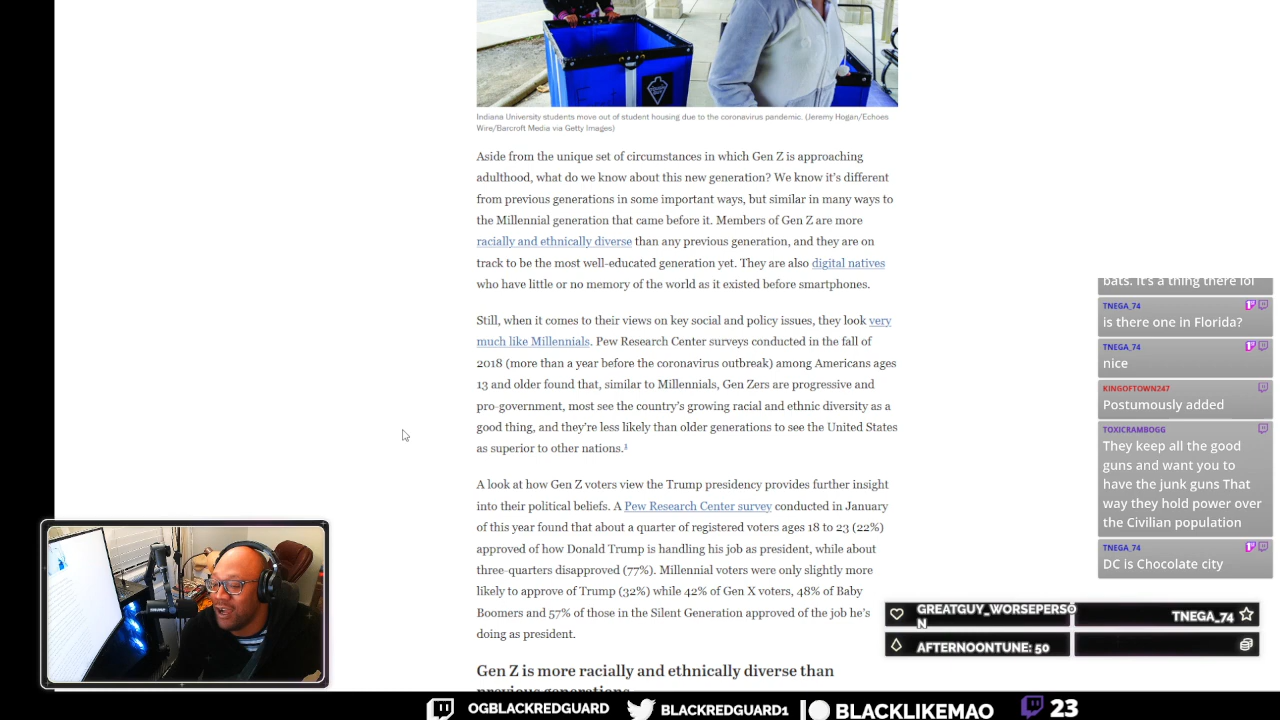 Indiana University students move out of student housing due to the coronavirus pandemic. (Jeremy Hogan/Echoes
Wire/Barcroft Media via Getty Images)
Aside from the unique set of circumstances in which Gen Z is approaching
adulthood, what do we know about this new generation? We know it's different
from previous generations in some important ways, but similar in many ways to
the Millennial generation that came before it. Members of Gen Z are more
racially and ethnically diverse than any previous generation, and they are on
track to be the most well-educated generation yet. They are also digital natives
who have little or no memory of the world as it existed before smartphones.
Still, when it comes to their views on key social and policy issues, they look very
much like Millennials. Pew Research Center surveys conducted in the fall of
2018 (more than a year before the coronavirus outbreak) among Americans ages
13 and older found that, similar to Millennials, Gen Zers are progressive and
pro-government, most see the country's growing racial and ethnic diversity as a
good thing, and they're less likely than older generations to see the United States
as superior to other nations.1
A look at how Gen Z voters view the Trump presidency provides further insight
into their political beliefs. A Pew Research Center survey conducted in January
of this year found that about a quarter of registered voters ages 18 to 23 (22%)
approved of how Donald Trump is handling his job as president, while about
three-quarters disapproved (77%). Millennial voters were only slightly more
likely to approve of Trump (32%) while 42% of Gen X voters, 48% of Baby
Boomers and 57% of those in the Silent Generation approved of the job he's
doing as president.
Gen Z is more racially and ethnically diverse than
previous generations
bats. It's a thing there lol
TNEGA_74
is there one in Florida?
TNEGA_74
nice
KINGOFTOWN247
Postumously added
TOXICRAMBOGG
They keep all the good
guns and want you to
have the junk guns That
way they hold power over
the Civilian population
TNEGA_74
DC is Chocolate city
GREATGUY_WORSEPERSO
N
TNEGA_74
AFTERNOONTUNE: 50
OGBLACKREDGUARD
BLACKREDGUARD1
BLACKLIKEMAO
23